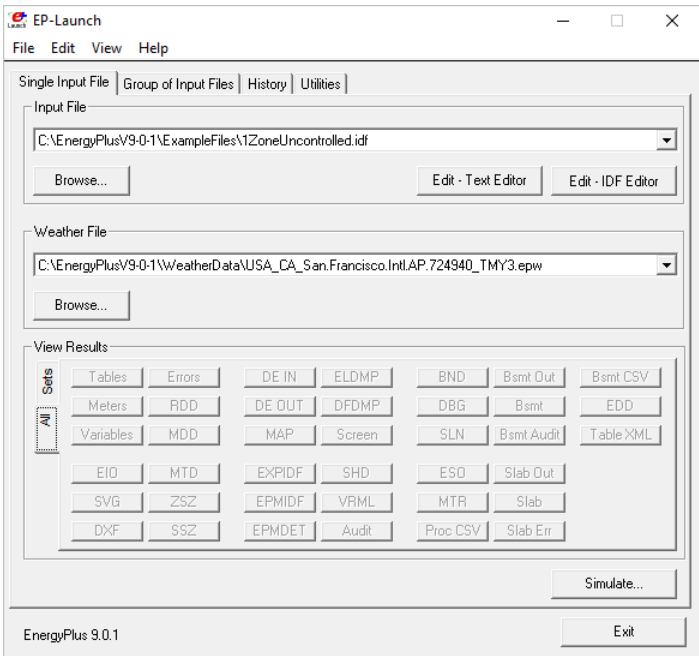 EP-Launch
File Edit View Help
Single Input File Group of Input Files History Utilities
Input File
C:\EnergyPlusV9-0-1\ExampleFiles\1ZoneUncontrolled.idf
Browse... Edit - Text Editor Edit - IDF Editor
Weather File
C:\EnergyPlusV9-0-1\WeatherData\USA_CA_San.Francisco.Intl.AP.724940_TMY3.epw
Browse...
View Results
Sets
All
Tables Errors DE IN ELDMP BND Bsmt Out Bsmt CSV
Meters RDD DE OUT DFDMP DBG Bsmt EDD
Variables MDD MAP Screen SLN Bsmt Audit Table XML
EIO MTD EXPIDF SHD ESO Slab Out
SVG ZSZ EPMIDF VRML MTR Slab
DXF SSZ EPMDET Audit Proc CSV Slab Err
Simulate...
EnergyPlus 9.0.1 Exit